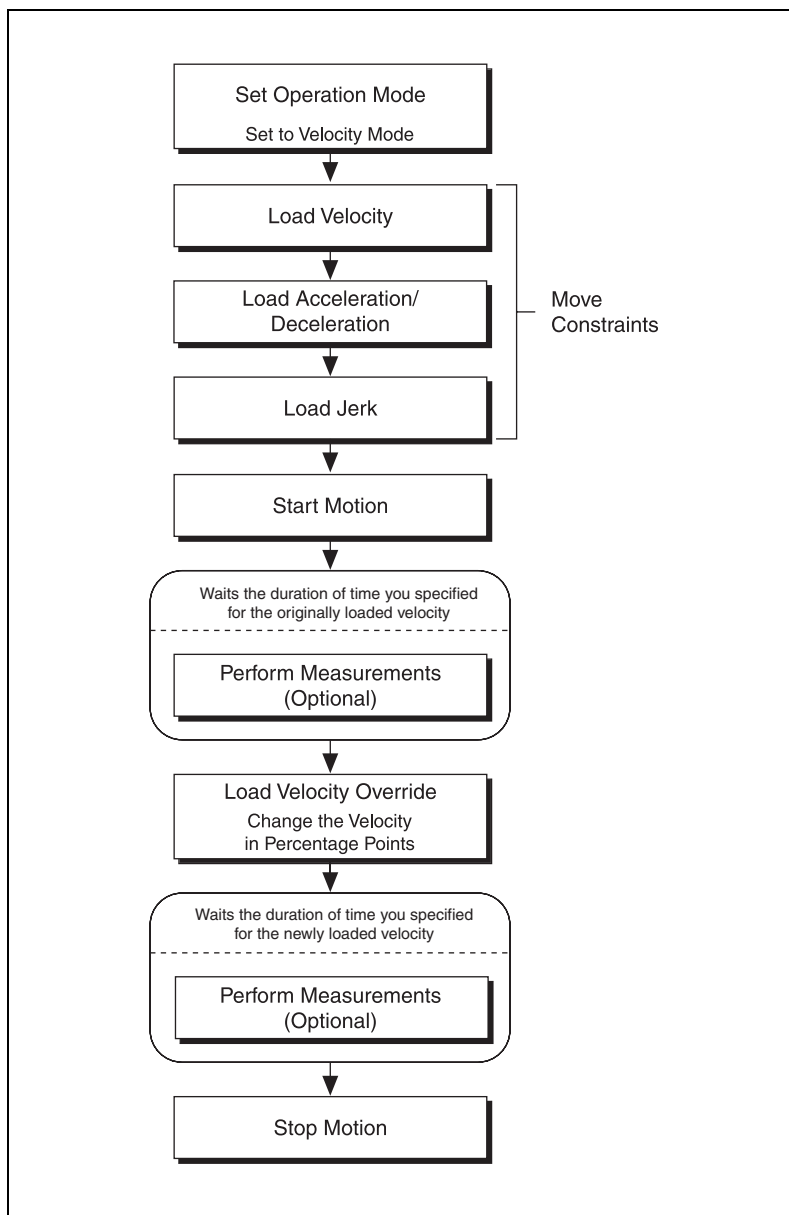 Set Operation Mode
Set to Velocity Mode
Load Velocity
Load Acceleration/
Deceleration
Load Jerk
Move
Constraints
Start Motion
Waits the duration of time you specified
for the originally loaded velocity
Perform Measurements
(Optional)
Load Velocity Override
Change the Velocity
in Percentage Points
Waits the duration of time you specified
for the newly loaded velocity
Perform Measurements
(Optional)
Stop Motion